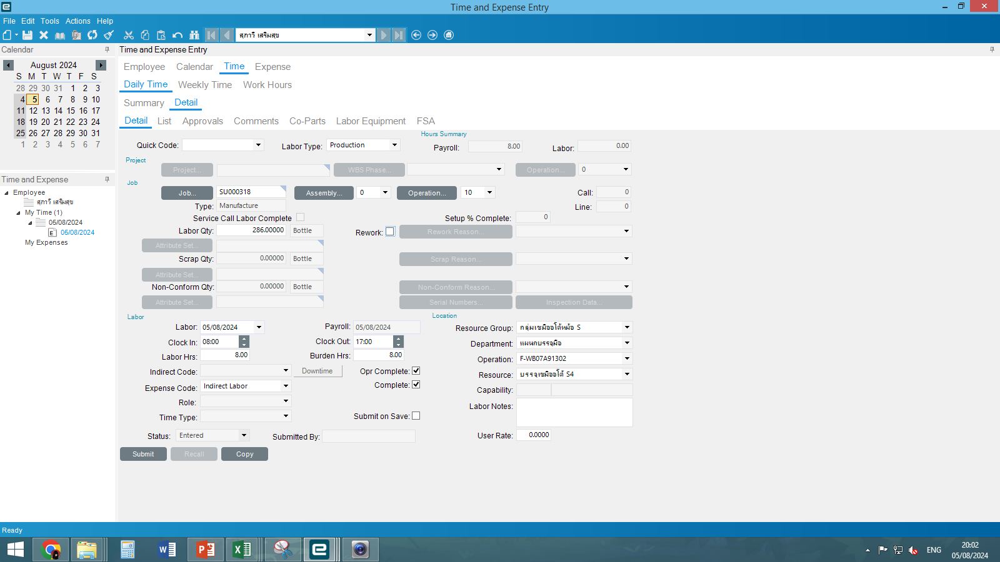 Time and Expense Entry
File Edit Tools Actions Help
สุภาวี เสริมสุข
Calendar
Time and Expense Entry
August 2024
S M T W T F S
28 29 30 31 1 2 3
4 5 6 7 8 9 10
11 12 13 14 15 16 17
18 19 20 21 22 23 24
25 26 27 28 29 30 31
1 2 3 4 5 6 7
Time and Expense
Employee
สุภาวี เสริมสุข
My Time (1)
05/08/2024
05/08/2024
My Expenses
Employee Calendar Time Expense
Daily Time Weekly Time Work Hours
Summary Detail
Detail List Approvals Comments Co-Parts Labor Equipment FSA
Hours Summary
Quick Code: Labor Type: Production Payroll: 8.00 Labor: 0.00
Project
Project... WBS Phase... Operation... 0
Job
Job... SU000318 Assembly... 0 Operation... 10 Call: 0
Type: Manufacture Line: 0
Service Call Labor Complete Setup % Complete: 0
Labor Qty: 286.00000 Bottle Rework: Rework Reason...
Attribute Set...
Scrap Qty: 0.00000 Bottle Scrap Reason...
Attribute Set...
Non-Conform Qty: 0.00000 Bottle Non-Conform Reason...
Attribute Set... Serial Numbers... Inspection Data...
Labor Location
Labor: 05/08/2024 Payroll: 05/08/2024 Resource Group: กลุ่มเซมิออโต้หม้อ S
Clock In: 08:00 Clock Out: 17:00 Department: แผนกบรรจุมือ
Labor Hrs: 8.00 Burden Hrs: 8.00 Operation: F-WB07A91302
Indirect Code: Downtime Opr Complete: Resource: บรรจุเซมิออโต้ S4
Expense Code: Indirect Labor Complete: Capability:
Role: Labor Notes:
Time Type: Submit on Save:
Status: Entered Submitted By: User Rate: 0.0000
Submit Recall Copy
Ready
ENG
20:02
05/08/2024